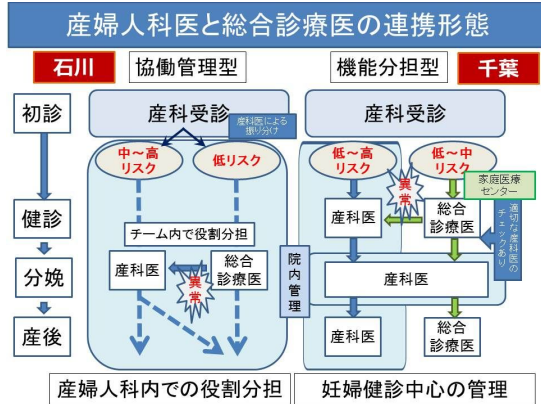 産婦人科医と総合診療医の連携形態
石川
協働管理型
機能分担型
千葉
初診
健診
分娩
産後
産科受診
産科医による
振り分け
中～高
リスク
低リスク
チーム内で役割分担
産科医
総合
診療医
異常
産婦人科内での役割分担
産科受診
低～高
リスク
低～中
リスク
異常
家庭医療
センター
産科医
総合
診療医
適切な産科医の
チェックあり
院内管理
産科医
産科医
総合
診療医
妊婦健診中心の管理